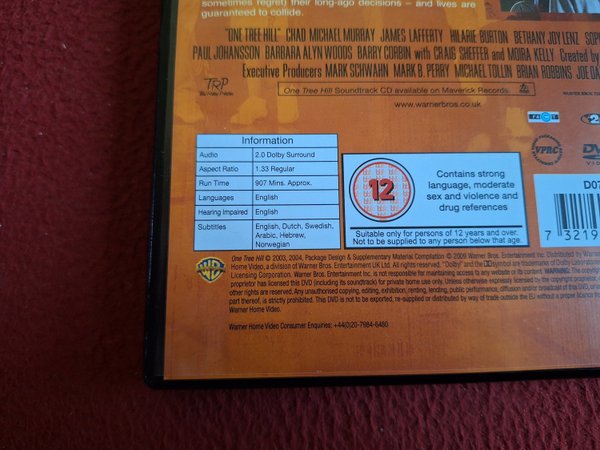 sometimes regret) their long-ago decisions – and lives are
guaranteed to collide.
"ONE TREE HILL" CHAD MICHAEL MURRAY JAMES LAFFERTY HILARIE BURTON BETHANY JOY LENZ
PAUL JOHANSSON BARBARA ALYN WOODS BARRY CORBIN with CRAIG SHEFFER and MOIRA KELLY Created by
Executive Producers MARK SCHWAHN MARK B. PERRY MICHAEL TOLLIN BRIAN ROBBINS JOE
TRP
One Tree Hill Soundtrack CD available on Maverick Records.
www.warnerbros.co.uk
FACT
2
VPRC
DVD
VIDEO
Information
Audio 2.0 Dolby Surround
Aspect Ratio 1.33 Regular
Run Time 907 Mins. Approx.
Languages English
Hearing Impaired English
Subtitles English, Dutch, Swedish,
Arabic, Hebrew,
Norwegian
12
Contains strong
language, moderate
sex and violence and
drug references
Suitable only for persons of 12 years and over.
Not to be supplied to any person below that age.
D07
7 3219
WB
One Tree Hill © 2003, 2004, Package Design & Supplementary Material Compilation © 2009 Warner Bros. Entertainment Inc. Distributed by Warner
Home Video, a division of Warner Bros. Entertainment UK Ltd. All rights reserved. "Dolby" and the DD symbol are trademarks of Dolby Laboratories
Licensing Corporation. Warner Bros. Entertainment Inc. is not responsible for maintaining access to any website or its content. WARNING: The copyright
proprietor has licensed this DVD (including its soundtrack) for private home use only. Unless otherwise expressly licensed by the copyright
other rights are reserved. Any unauthorised copying, editing, exhibition, renting, lending, public performance, diffusion and/or broadcast of this DVD, or
part thereof, is strictly prohibited. This DVD is not to be exported, re-supplied or distributed by way of trade outside the EU without a proper licence from
Warner Home Video.
Warner Home Video Consumer Enquiries: +44(0)20-7984-6480